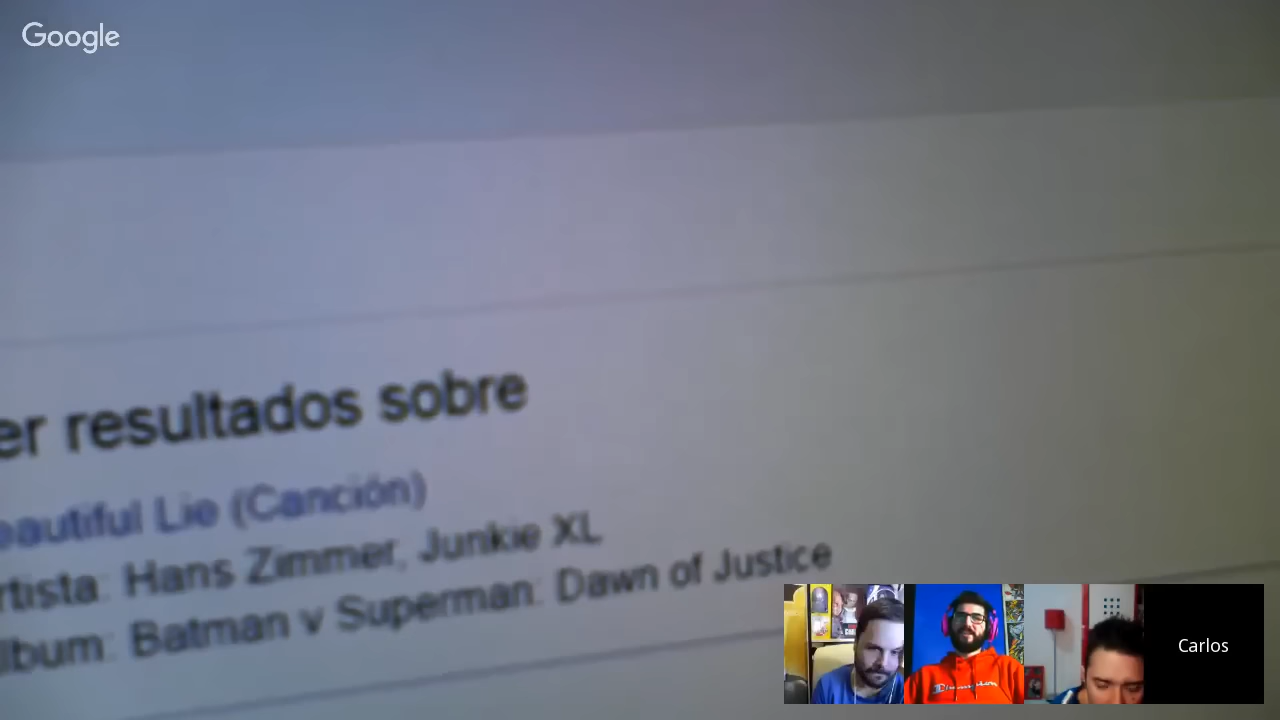 Google
er resultados sobre
eautiful Lie (Canción)
rtista: Hans Zimmer, Junkie XL
lbum: Batman v Superman: Dawn of Justice
Champion
Carlos